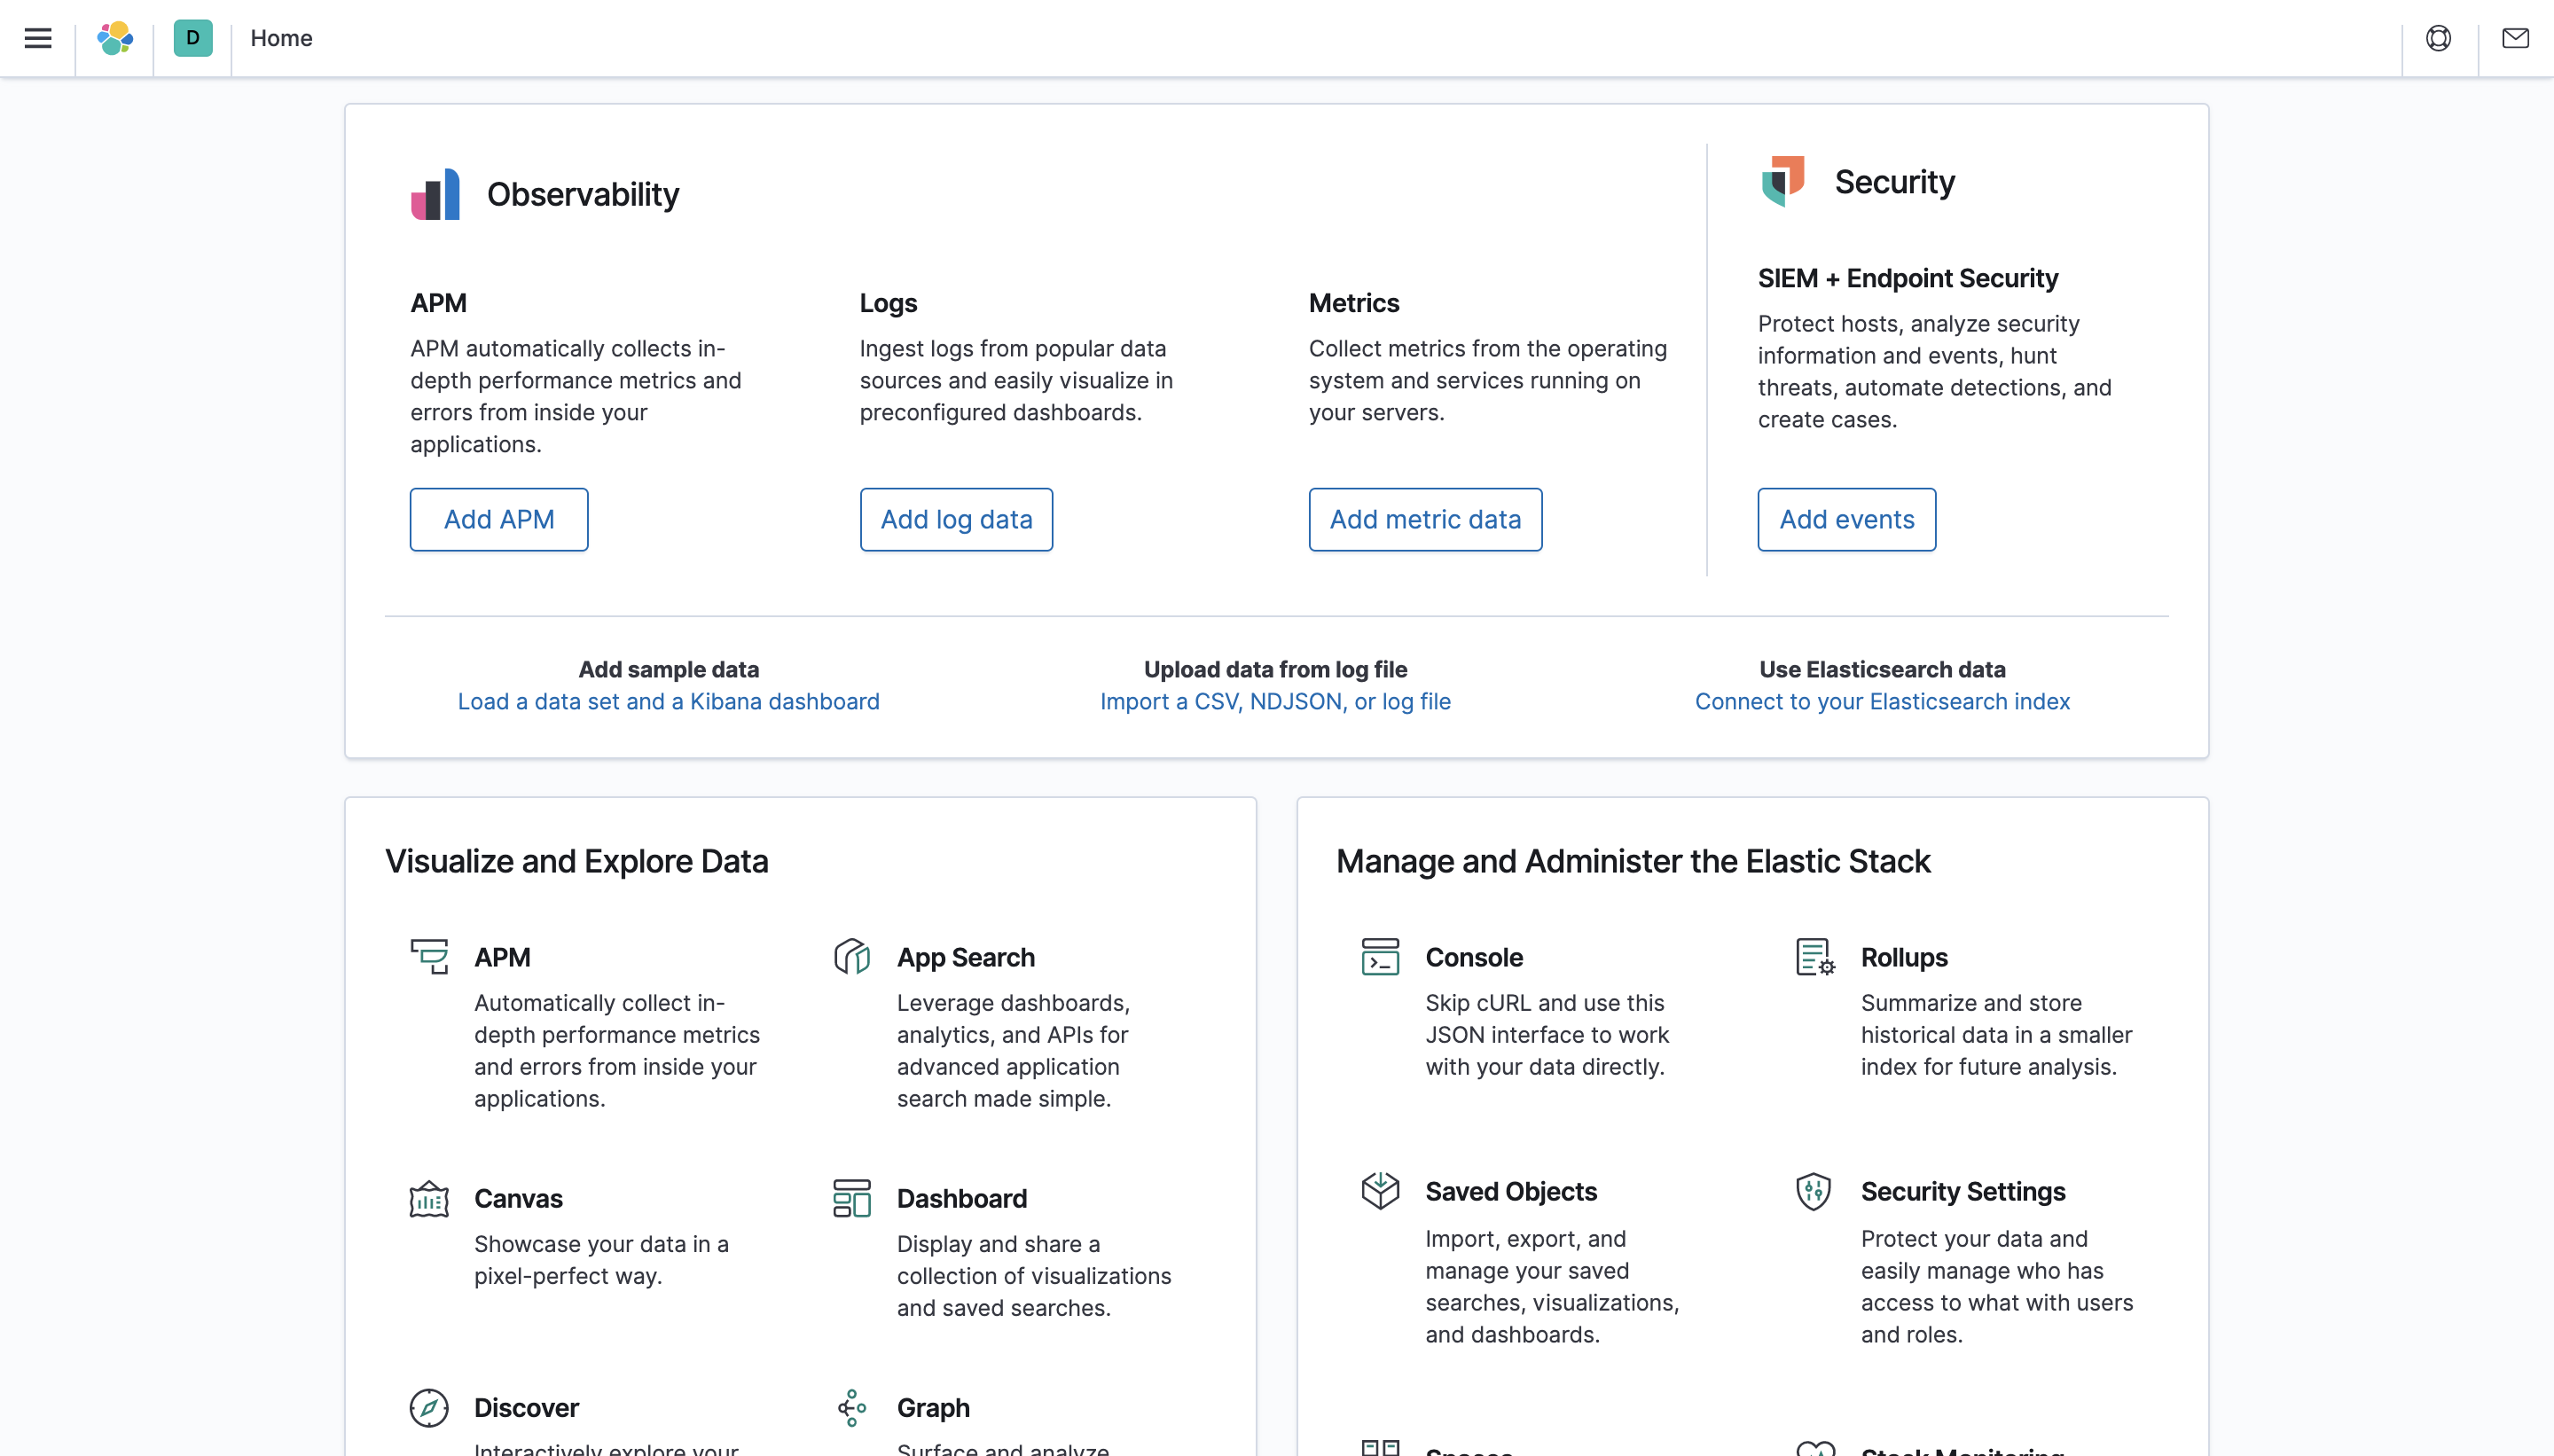 D
Home
Observability
Security
APM
APM automatically collects in-
depth performance metrics and
errors from inside your
applications.
Add APM
Logs
Ingest logs from popular data
sources and easily visualize in
preconfigured dashboards.
Add log data
Metrics
Collect metrics from the operating
system and services running on
your servers.
Add metric data
SIEM + Endpoint Security
Protect hosts, analyze security
information and events, hunt
threats, automate detections, and
create cases.
Add events
Add sample data
Load a data set and a Kibana dashboard
Upload data from log file
Import a CSV, NDJSON, or log file
Use Elasticsearch data
Connect to your Elasticsearch index
Visualize and Explore Data
APM
Automatically collect in-
depth performance metrics
and errors from inside your
applications.
App Search
Leverage dashboards,
analytics, and APIs for
advanced application
search made simple.
Canvas
Showcase your data in a
pixel-perfect way.
Dashboard
Display and share a
collection of visualizations
and saved searches.
Discover
Interactively explore your
Graph
Surface and analyze
Manage and Administer the Elastic Stack
Console
Skip cURL and use this
JSON interface to work
with your data directly.
Rollups
Summarize and store
historical data in a smaller
index for future analysis.
Saved Objects
Import, export, and
manage your saved
searches, visualizations,
and dashboards.
Security Settings
Protect your data and
easily manage who has
access to what with users
and roles.
Spaces
Stack Monitoring